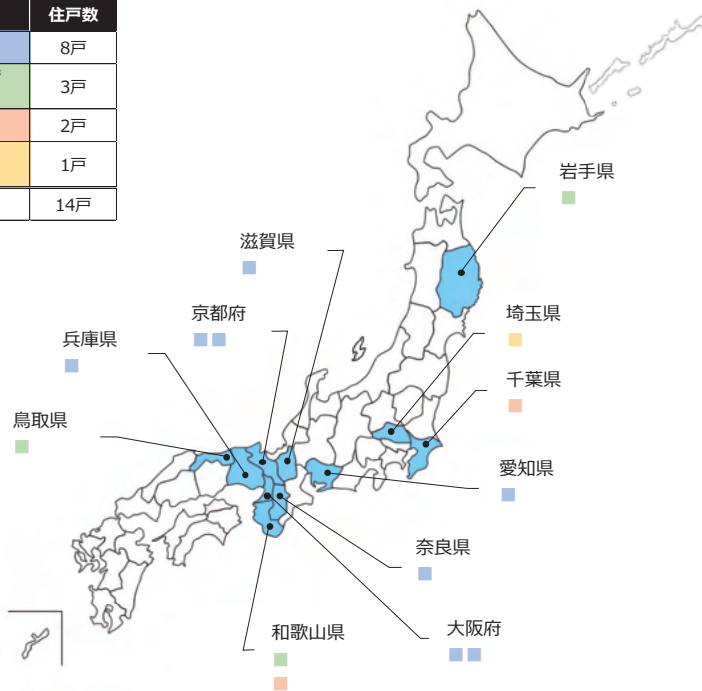 住戸数
8戸
3戸
2戸
1戸
14戸
岩手県
滋賀県
京都府
埼玉県
兵庫県
千葉県
鳥取県
愛知県
奈良県
和歌山県
大阪府